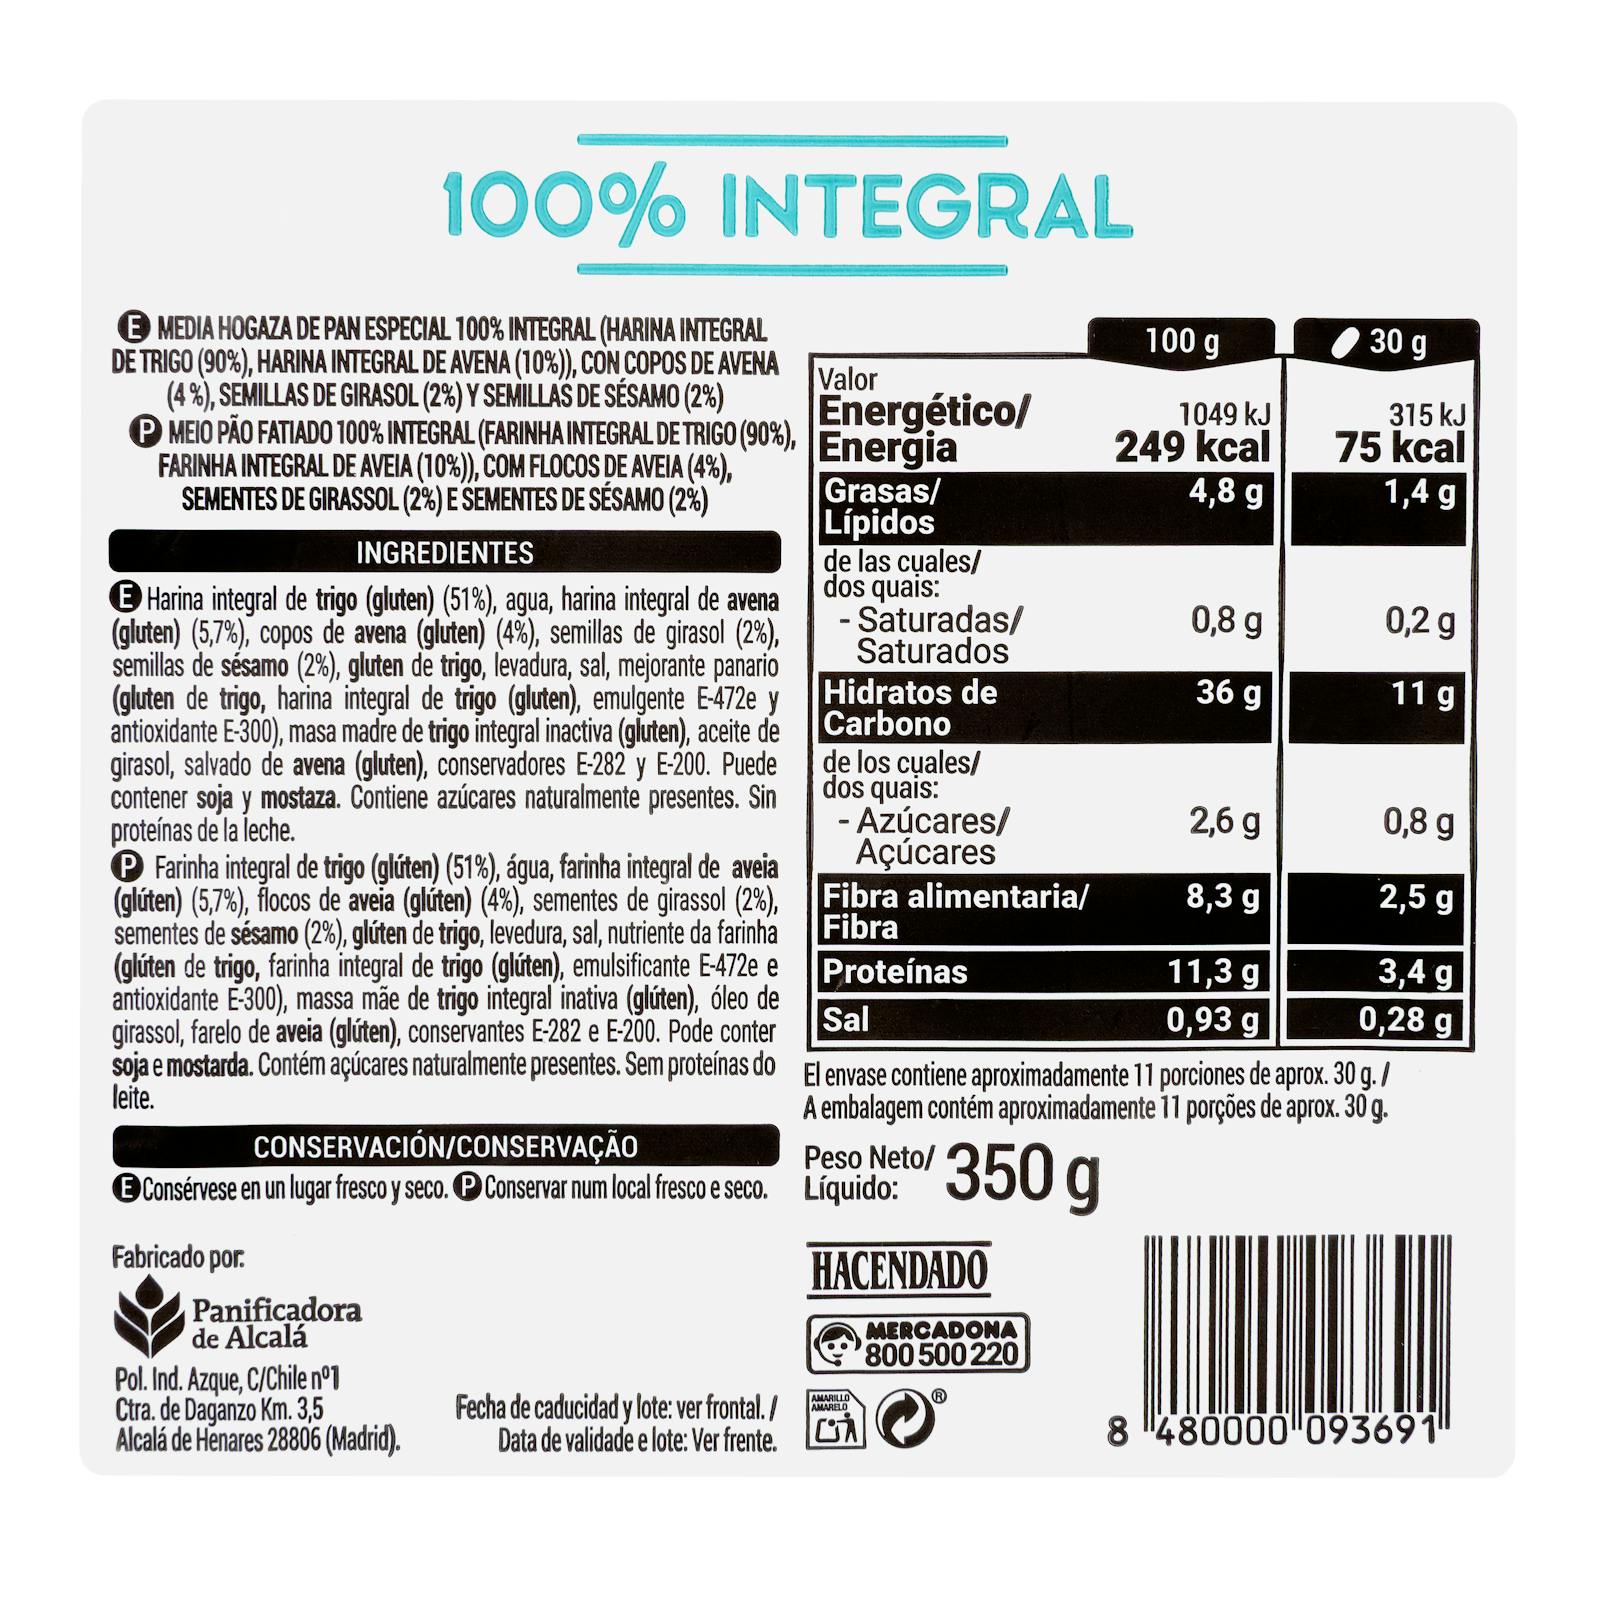 100% INTEGRAL
E MEDIA HOGAZA DE PAN ESPECIAL 100% INTEGRAL (HARINA INTEGRAL
DE TRIGO (90%), HARINA INTEGRAL DE AVENA (10%)), CON COPOS DE AVENA
(4 %), SEMILLAS DE GIRASOL (2%) Y SEMILLAS DE SÉSAMO (2%)
P MEIO PÃO FATIADO 100% INTEGRAL (FARINHA INTEGRAL DE TRIGO (90%),
FARINHA INTEGRAL DE AVEIA (10%)), COM FLOCOS DE AVEIA (4%),
SEMENTES DE GIRASSOL (2%) E SEMENTES DE SÉSAMO (2%)
INGREDIENTES
E Harina integral de trigo (gluten) (51%), agua, harina integral de avena
(gluten) (5,7%), copos de avena (gluten) (4%), semillas de girasol (2%),
semillas de sésamo (2%), gluten de trigo, levadura, sal, mejorante panario
(gluten de trigo, harina integral de trigo (gluten), emulgente E-472e y
antioxidante E-300), masa madre de trigo integral inactiva (gluten), aceite de
girasol, salvado de avena (gluten), conservadores E-282 y E-200. Puede
contener soja y mostaza. Contiene azúcares naturalmente presentes. Sin
proteínas de la leche.
P Farinha integral de trigo (glúten) (51%), água, farinha integral de aveia
(glúten) (5,7%), flocos de aveia (glúten) (4%), sementes de girassol (2%),
sementes de sésamo (2%), glúten de trigo, levedura, sal, nutriente da farinha
(glúten de trigo, farinha integral de trigo (glúten), emulsificante E-472e e
antioxidante E-300), massa mãe de trigo integral inativa (glúten), óleo de
girassol, farelo de aveia (glúten), conservantes E-282 e E-200. Pode conter
soja e mostarda. Contém açúcares naturalmente presentes. Sem proteínas do
leite.
CONSERVACIÓN/CONSERVAÇÃO
E Consérvese en un lugar fresco y seco. P Conservar num local fresco e seco.
Fabricado por:
Panificadora
de Alcalá
Pol. Ind. Azque, C/Chile nº1
Ctra. de Daganzo Km. 3,5
Alcalá de Henares 28806 (Madrid).
Fecha de caducidad y lote: ver frontal. /
Data de validade e lote: Ver frente.
100 g 30 g
Valor
Energético/ 1049 kJ 315 kJ
Energia 249 kcal 75 kcal
Grasas/ 4,8 g 1,4 g
Lípidos
de las cuales/
dos quais:
- Saturadas/ 0,8 g 0,2 g
Saturados
Hidratos de 36 g 11 g
Carbono
de los cuales/
dos quais:
- Azúcares/ 2,6 g 0,8 g
Açúcares
Fibra alimentaria/ 8,3 g 2,5 g
Fibra
Proteínas 11,3 g 3,4 g
Sal 0,93 g 0,28 g
El envase contiene aproximadamente 11 porciones de aprox. 30 g. /
A embalagem contém aproximadamente 11 porções de aprox. 30 g.
Peso Neto/ 350 g
Líquido:
HACENDADO
MERCADONA
800 500 220
AMARILLO
AMARELO
®
8 480000 093691